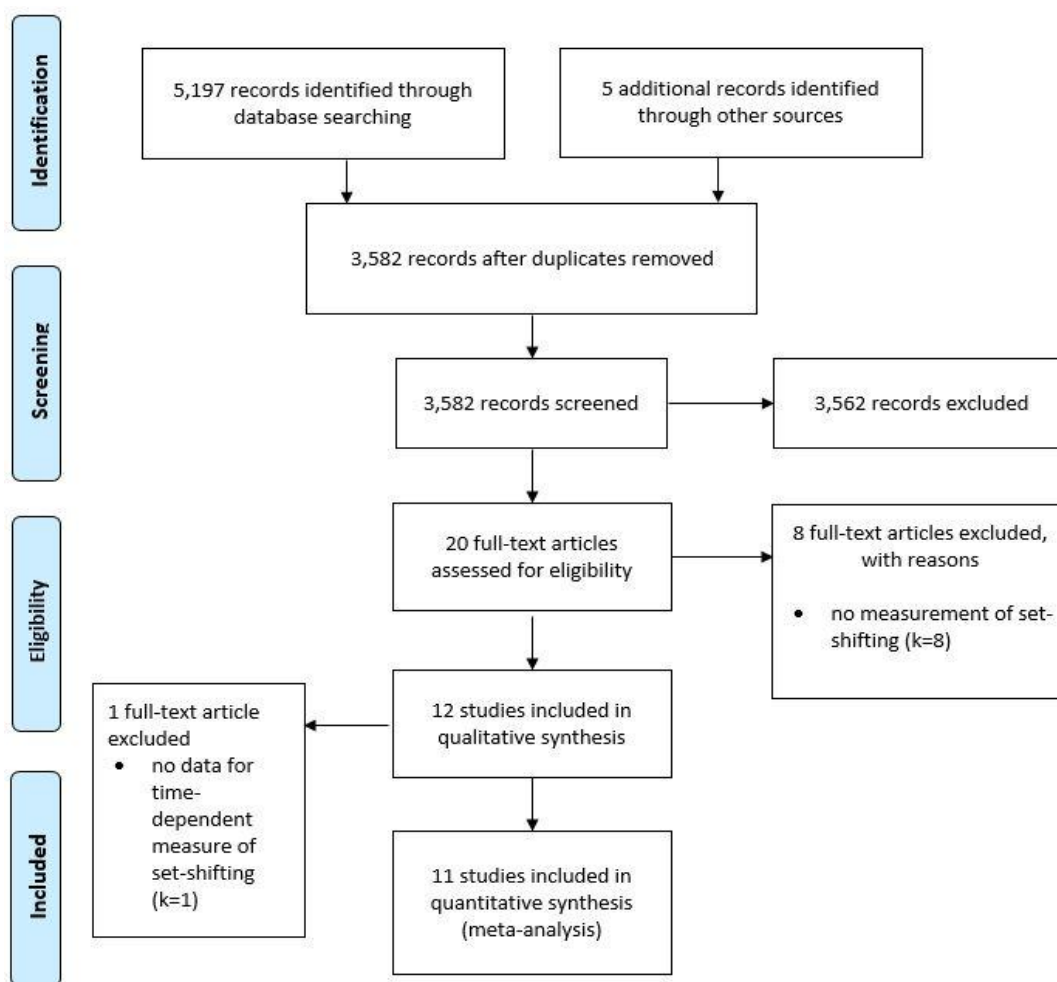 Identification
5,197 records identified through
database searching
5 additional records identified
through other sources
3,582 records after duplicates removed
Screening
3,582 records screened
3,562 records excluded
Eligibility
20 full-text articles
assessed for eligibility
8 full-text articles excluded,
with reasons
• no measurement of set-
shifting (k=8)
12 studies included in
qualitative synthesis
1 full-text article
excluded
• no data for
time-
dependent
measure of
set-shifting
(k=1)
Included
11 studies included in
quantitative synthesis
(meta-analysis)